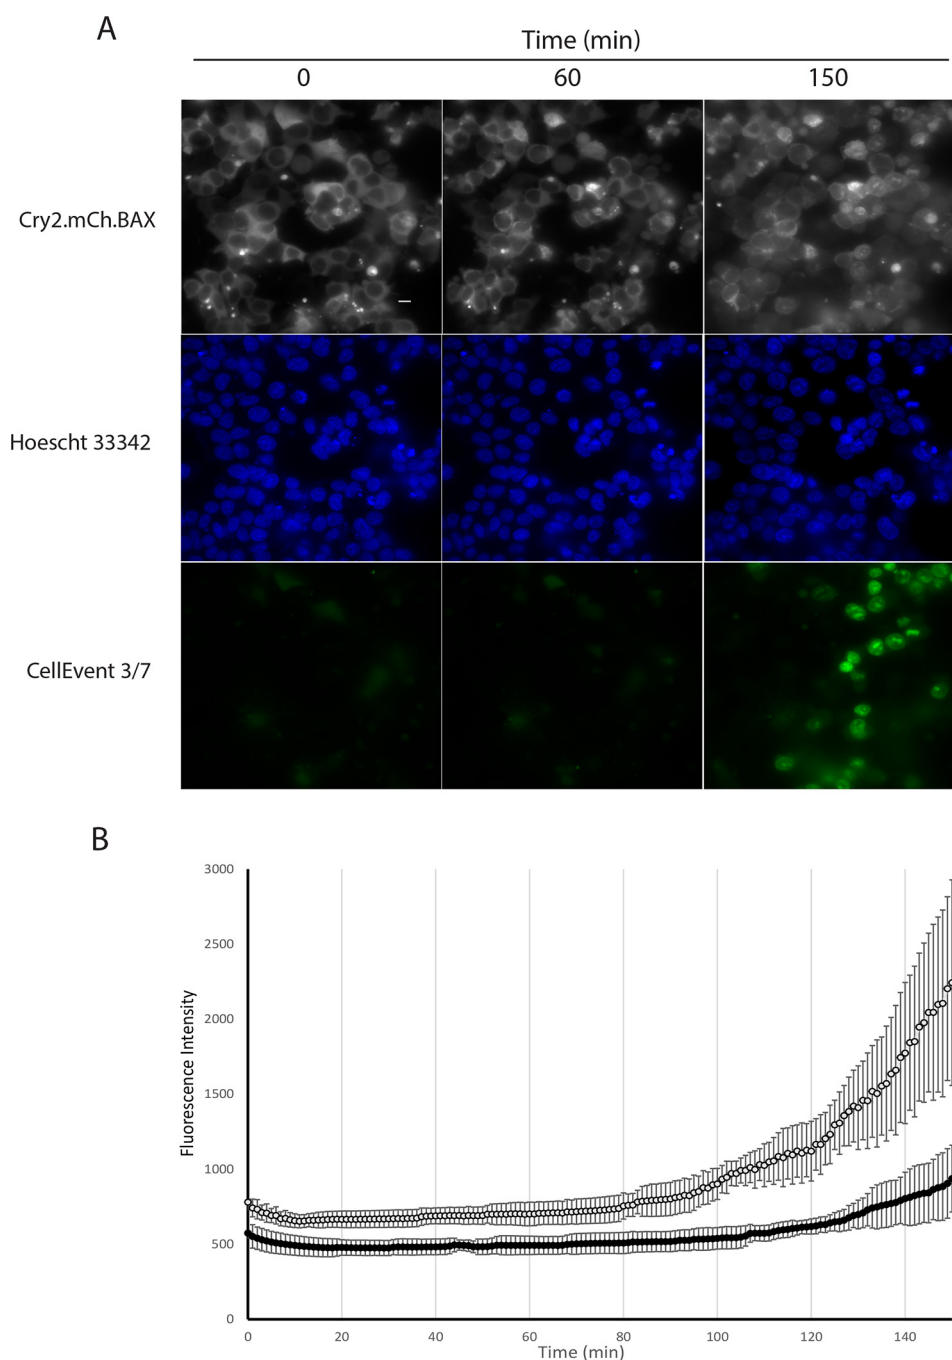 A
Time (min)
0 60 150
Cry2.mCh.BAX
Hoescht 33342
CellEvent 3/7
B
3000
2500
2000
1500
1000
500
0
Fluorescence Intensity
0 20 40 60 80 100 120 140
Time (min)